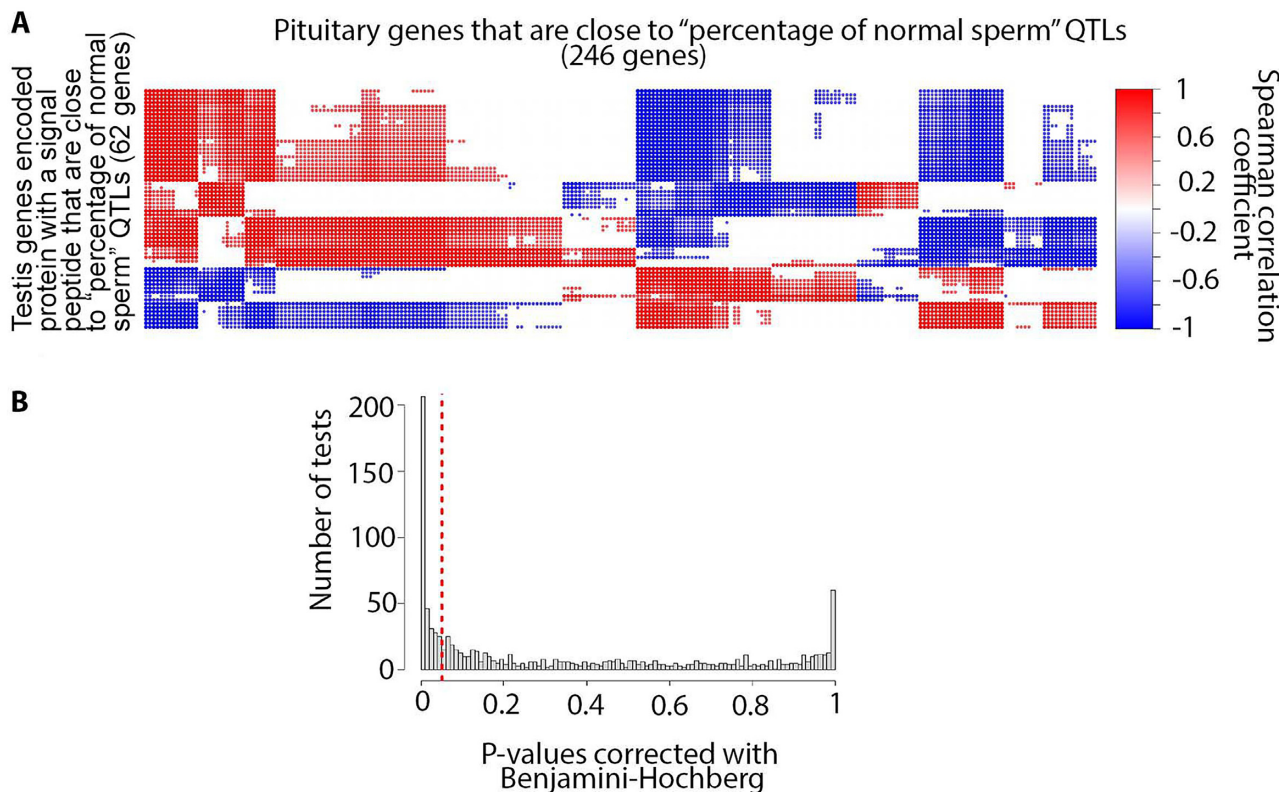 A
Pituitary genes that are close to “percentage of normal sperm” QTLs
(246 genes)
Testis genes encoded
protein with a signal
peptide that are close
to “percentage of normal
sperm” QTLs (62 genes)
1
0.6
0.2
-0.2
-0.6
-1
Spearman correlation
coefficient
B
Number of tests
200
150
100
50
0
0
0.2
0.4
0.6
0.8
1
P-values corrected with
Benjamini-Hochberg